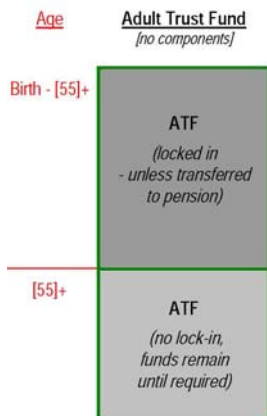 Age
Adult Trust Fund
[no components]
Birth - [55]+
ATF
(locked in
- unless transferred
to pension)
[55]+
ATF
(no lock-in,
funds remain
until required)